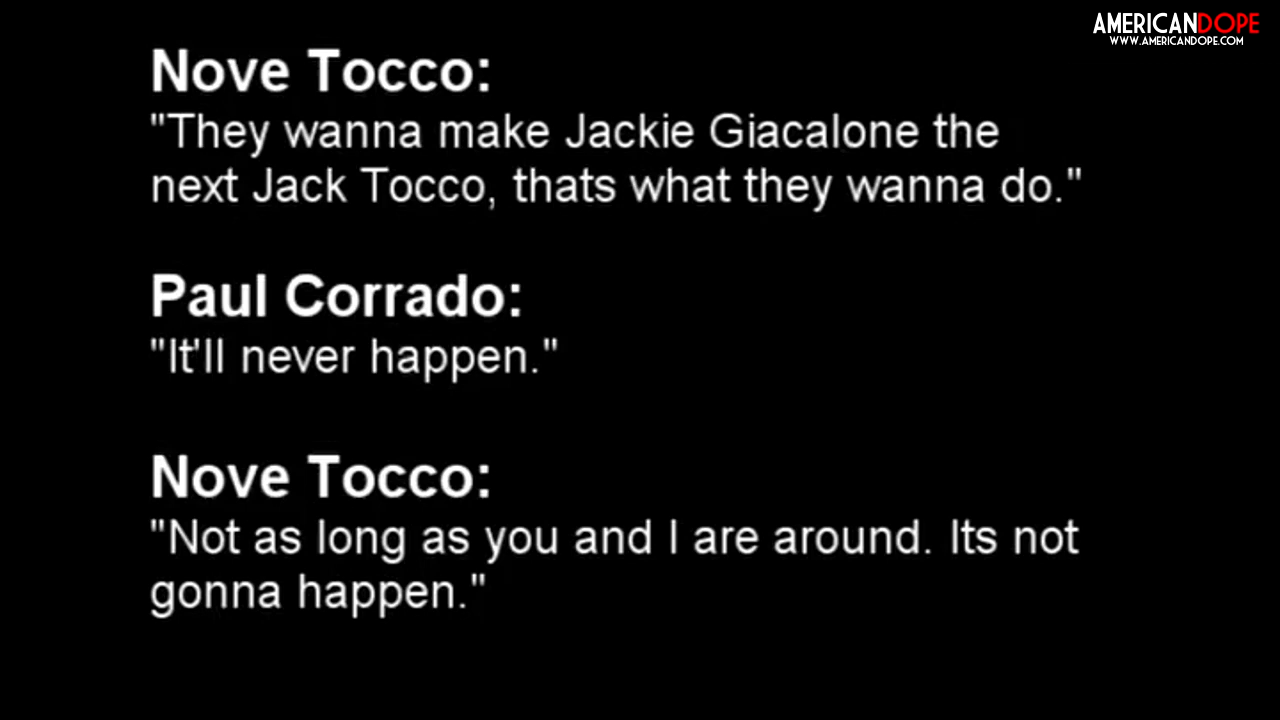 AMERICANDOPE
WWW.AMERICANDOPE.COM
Nove Tocco:
"They wanna make Jackie Giacalone the
next Jack Tocco, thats what they wanna do."
Paul Corrado:
"It'll never happen."
Nove Tocco:
"Not as long as you and I are around. Its not
gonna happen."